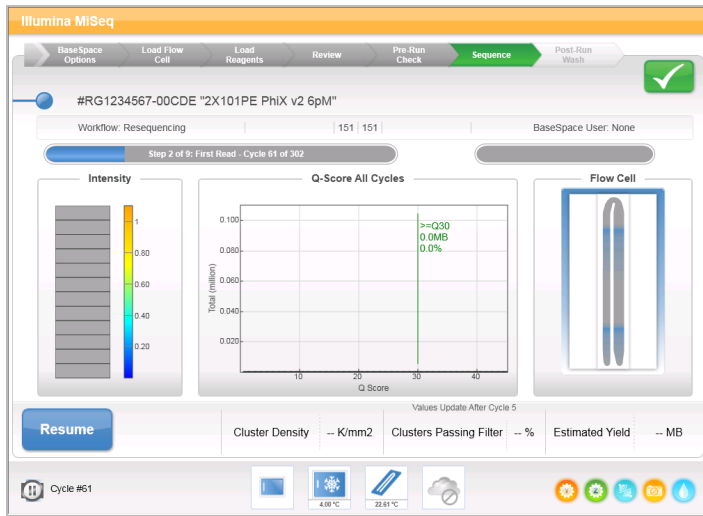 Illumina MiSeq
BaseSpace Options
Load Flow Cell
Load Reagents
Review
Pre-Run Check
Sequence
Post-Run Wash
#RG1234567-00CDE "2X101PE PhiX v2 6pM"
Workflow: Resequencing | 151 | 151 | BaseSpace User: None
Step 2 of 9: First Read - Cycle 61 of 302
Intensity
1
0.80
0.60
0.40
0.20
Q-Score All Cycles
Total (million)
0.100
0.080
0.060
0.040
0.020
>=Q30
0.0MB
0.0%
10 20 30 40
Q Score
Flow Cell
Values Update After Cycle 5
Resume
Cluster Density -- K/mm2 Clusters Passing Filter -- % Estimated Yield -- MB
Cycle #61
4.00 °C
22.61 °C